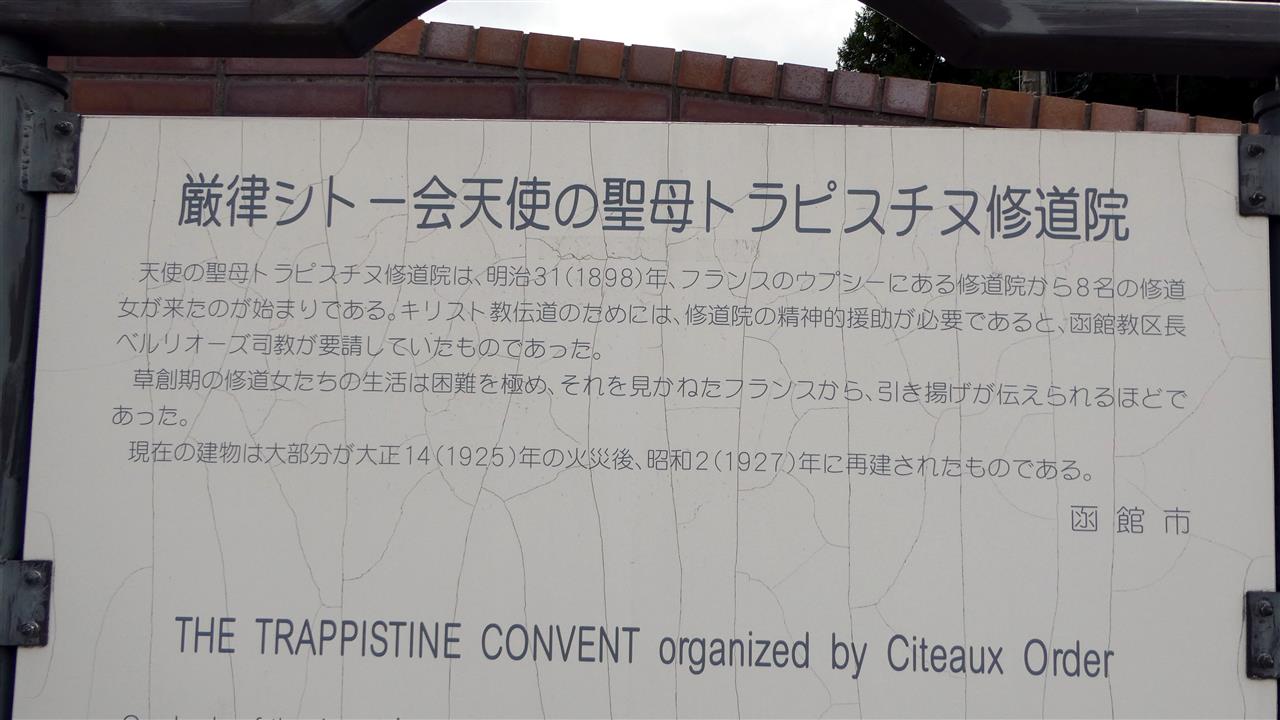 厳律シトー会天使の聖母トラピスチヌ修道院
天使の聖母トラピスチヌ修道院は、明治31(1898)年、フランスのウプシーにある修道院から8名の修道
女が来たのが始まりである。キリスト教伝道のためには、修道院の精神的援助が必要であると、函館教区長
ベルリオーズ司教が要請していたものであった。
草創期の修道女たちの生活は困難を極め、それを見かねたフランスから、引き揚げが伝えられるほどで
あった。
現在の建物は大部分が大正14(1925)年の火災後、昭和2(1927)年に再建されたものである。
函館市
THE TRAPPISTINE CONVENT organized by Citeaux Order